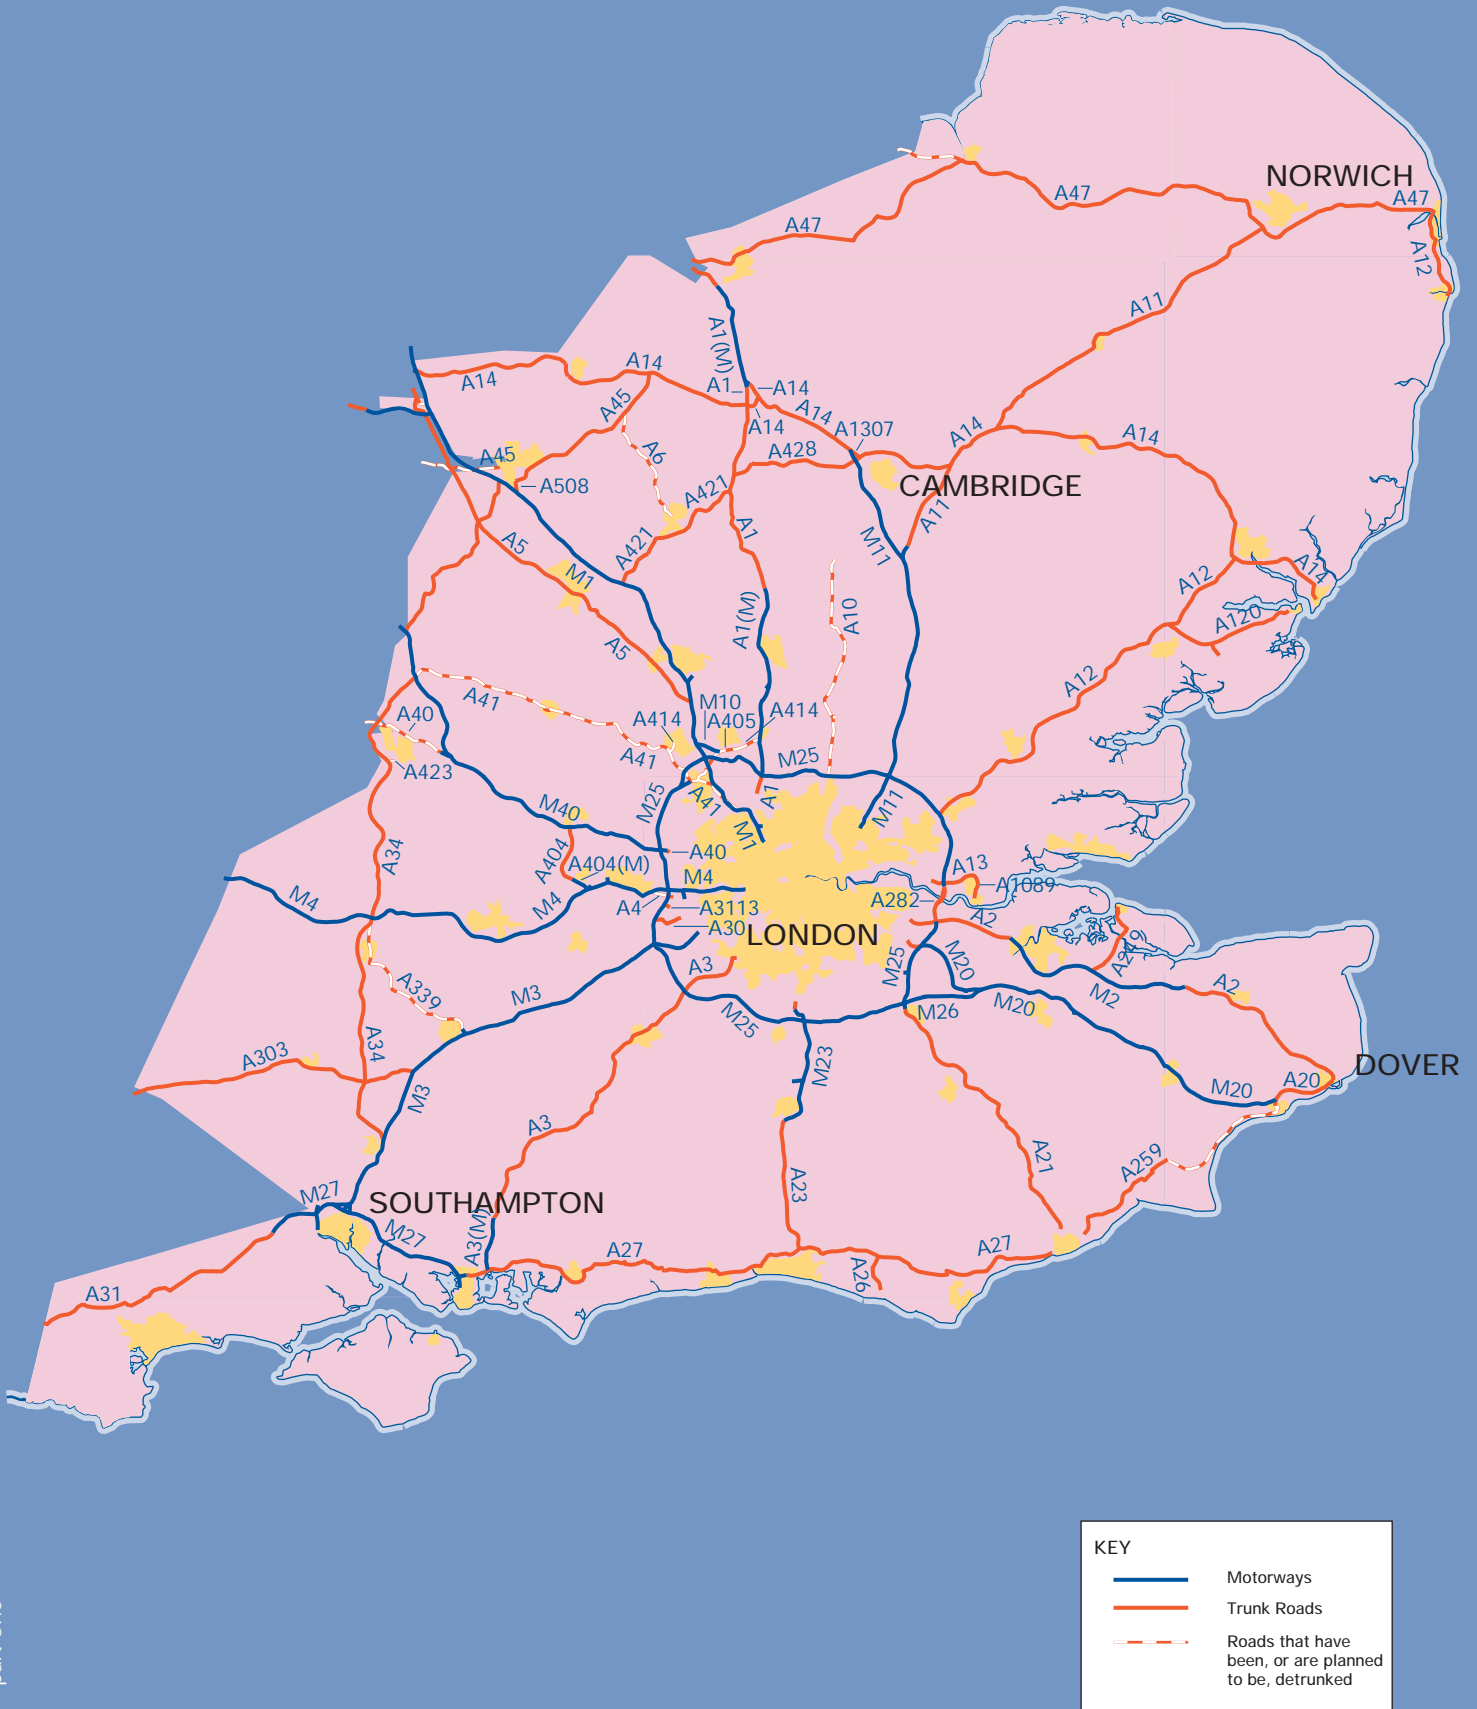 NORWICH
A47
A47
A47
A12
A11
A1(M)
A14
A14
A1
A14
A14
A14
A45
A1307
A14
A14
A6
A428
A45
A508
CAMBRIDGE
A421
A11
A1
A5
M11
A421
M1
A14
A12
A1(M)
A10
A120
A5
A12
A41
M10
A40
A414
A405
A414
A41
M25
A423
M25
A41
A1
M40
M11
M1
A34
A404
A40
A13
A404(M)
M4
A1089
M4
M4
A4
A3113
A282
A2
A30
LONDON
A249
M25
M20
A3
A339
M3
A2
M2
M25
M26
M20
A303
A34
M23
DOVER
A20
M20
M3
A3
A21
A259
A23
M27
SOUTHAMPTON
M27
A3(M)
A27
A27
A26
A31
KEY
Motorways
Trunk Roads
Roads that have
been, or are planned
to be, detrunked